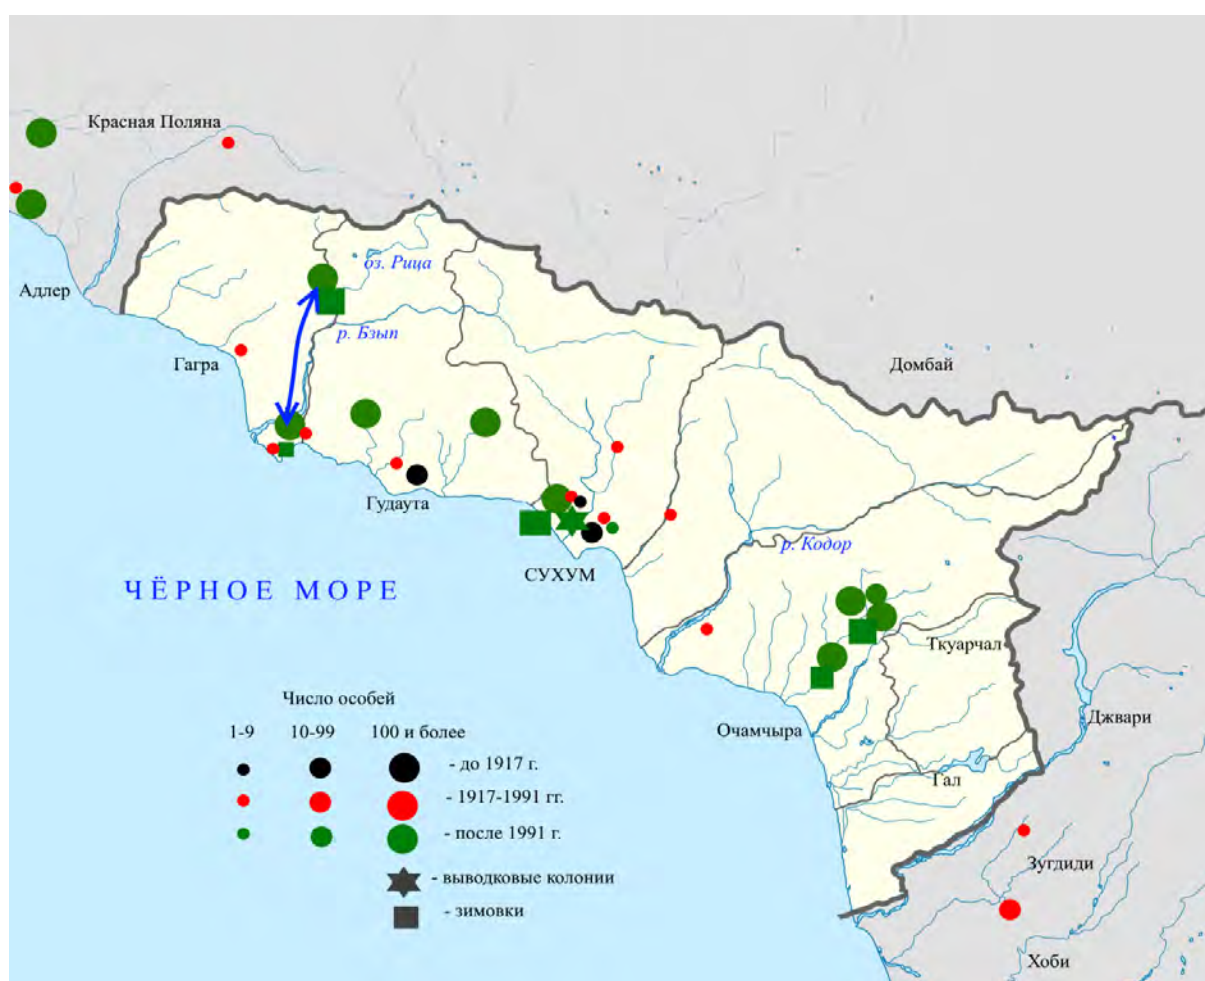 Красная Поляна
оз. Рица
Адлер
р. Бзып
Гагра
Домбай
Гудаута
р. Кодор
СУХУМ
ЧЁРНОЕ МОРЕ
Ткуарчал
Джвари
Очамчыра
Гал
Зугдиди
Хоби
Число особей
1-9 10-99 100 и более
- до 1917 г.
- 1917-1991 гг.
- после 1991 г.
- выводковые колонии
- зимовки